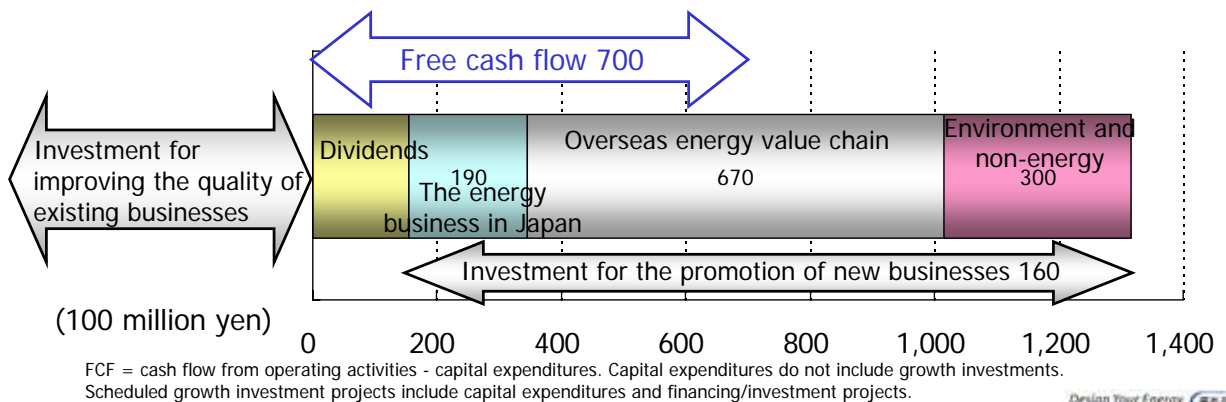 Free cash flow 700
Investment for
improving the quality of
existing businesses
Dividends
190
The energy
business in Japan
Overseas energy value chain
670
Environment and
non-energy
300
Investment for the promotion of new businesses 160
(100 million yen)
0 200 400 600 800 1,000 1,200 1,400
FCF = cash flow from operating activities - capital expenditures. Capital expenditures do not include growth investments.
Scheduled growth investment projects include capital expenditures and financing/investment projects.
Design Your Energy